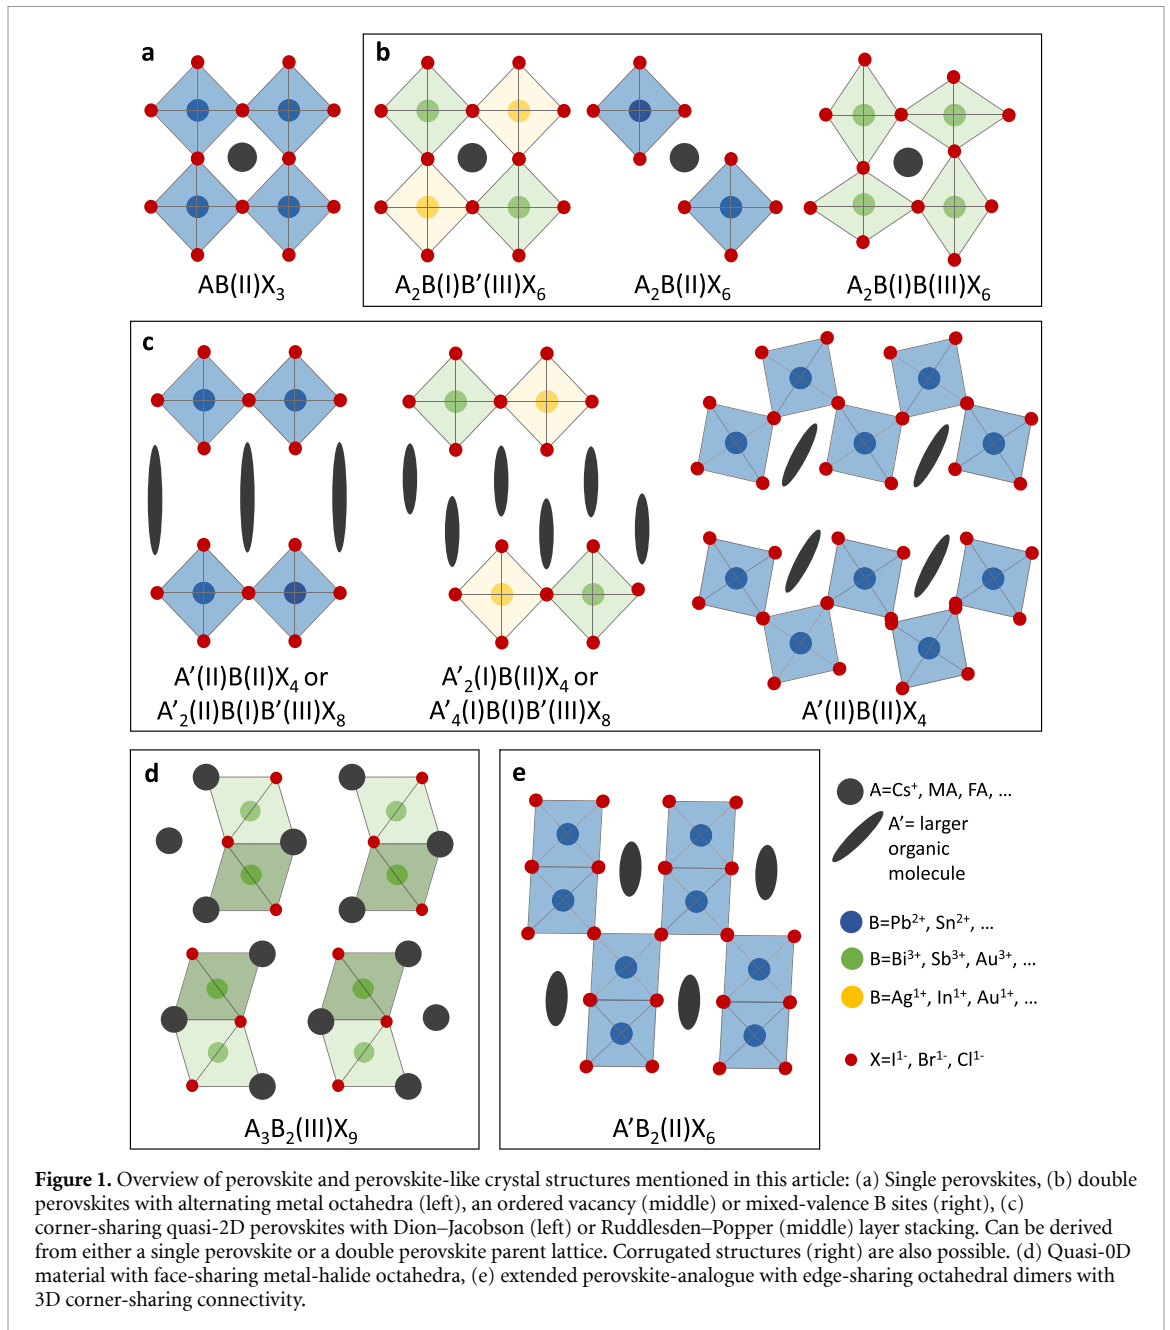 a
b
AB(II)X₃
A₂B(I)B’(III)X₆
A₂B(II)X₆
A₂B(I)B(III)X₆
c
A’(II)B(II)X₄ or
A’₂(II)B(I)B’(III)X₈
A’₂(I)B(II)X₄ or
A’₄(I)B(I)B’(III)X₈
A’(II)B(II)X₄
d
A₃B₂(III)X₉
e
A’B₂(II)X₆
A=Cs⁺, MA, FA, ...
A’= larger
organic
molecule
B=Pb²⁺, Sn²⁺, ...
B=Bi³⁺, Sb³⁺, Au³⁺, ...
B=Ag¹⁺, In¹⁺, Au¹⁺, ...
X=I¹⁻, Br¹⁻, Cl¹⁻
Figure 1. Overview of perovskite and perovskite-like crystal structures mentioned in this article: (a) Single perovskites, (b) double
perovskites with alternating metal octahedra (left), an ordered vacancy (middle) or mixed-valence B sites (right), (c)
corner-sharing quasi-2D perovskites with Dion–Jacobson (left) or Ruddlesden–Popper (middle) layer stacking. Can be derived
from either a single perovskite or a double perovskite parent lattice. Corrugated structures (right) are also possible. (d) Quasi-0D
material with face-sharing metal-halide octahedra, (e) extended perovskite-analogue with edge-sharing octahedral dimers with
3D corner-sharing connectivity.